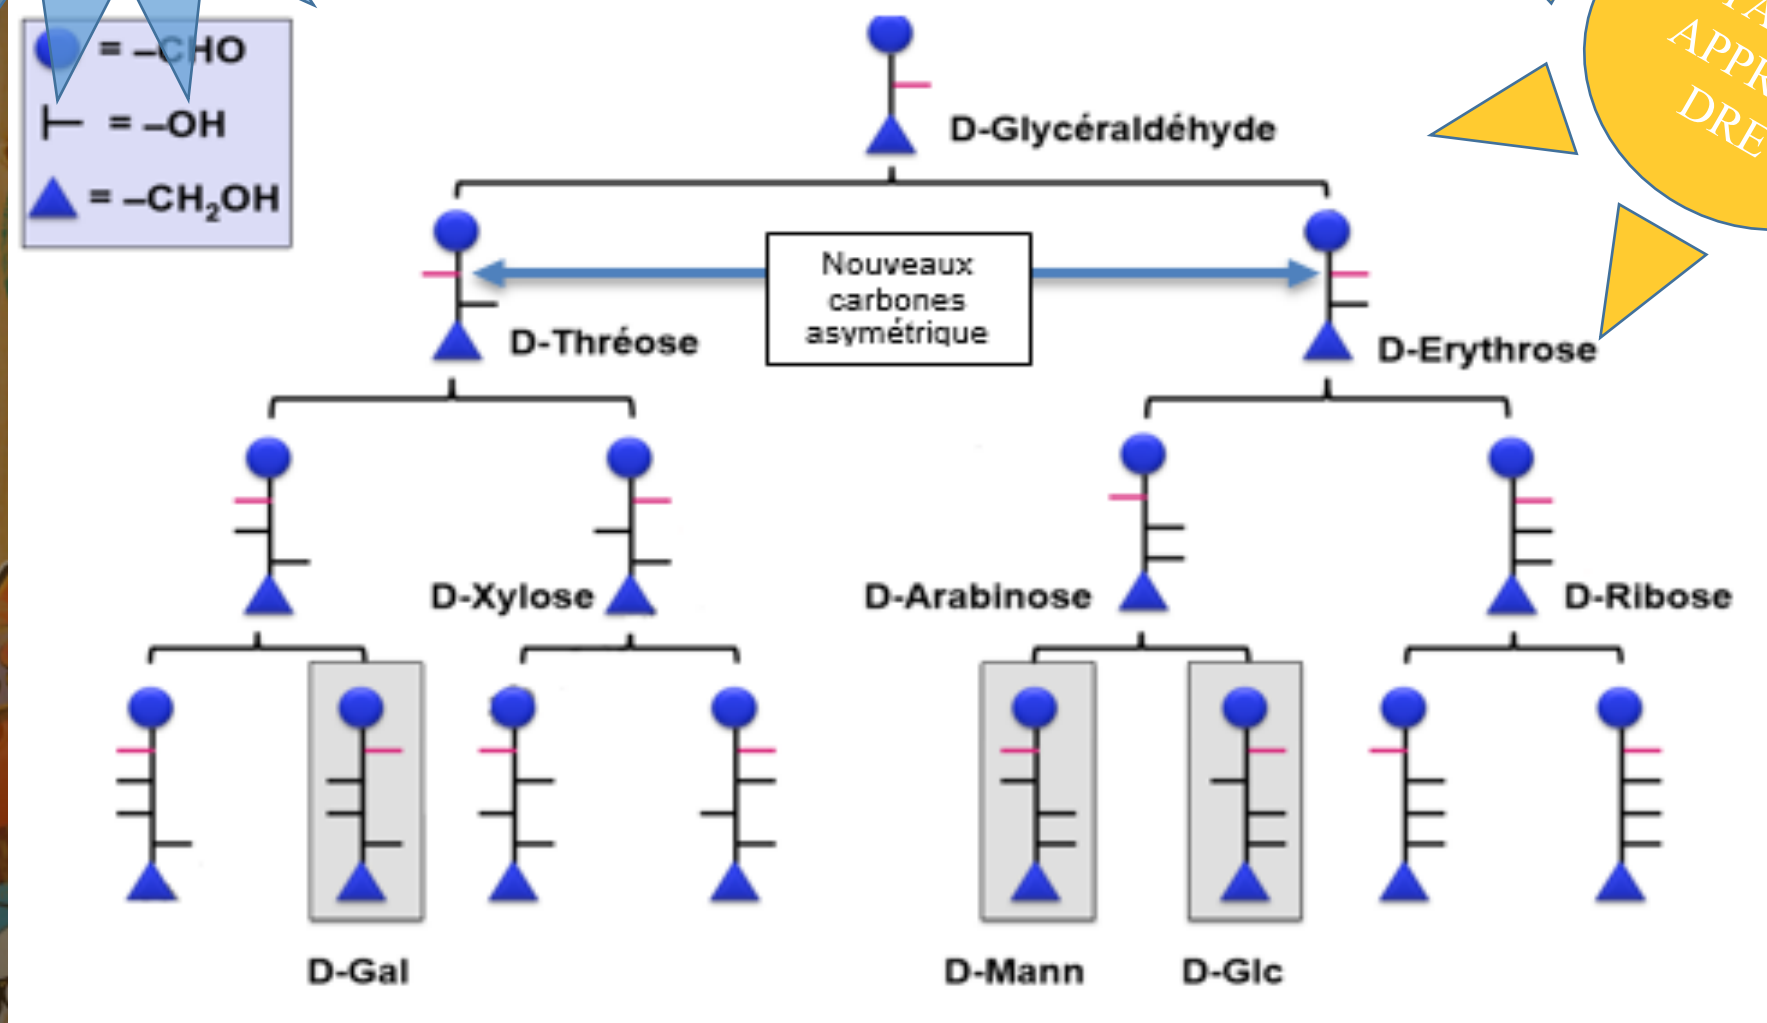 = –CHO
= –OH
= –CH₂OH
APPR
DRE
D-Glycéraldéhyde
Nouveaux
carbones
asymétrique
D-Thréose
D-Erythrose
D-Xylose
D-Arabinose
D-Ribose
D-Gal
D-Mann
D-Glc